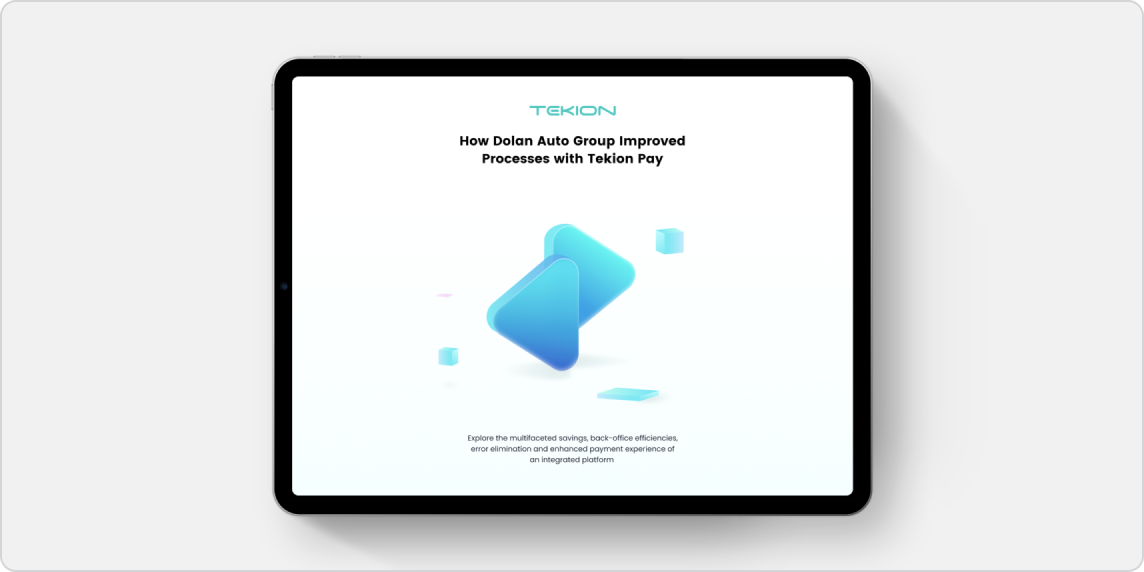 TEKION
How Dolan Auto Group Improved
Processes with Tekion Pay
Explore the multifaceted savings, back-office efficiencies,
error elimination and enhanced payment experience of
an integrated platform